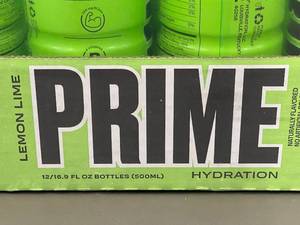 LEMON LIME
PRIME
NATURALLY FLAVORED
12/16.9 FL OZ BOTTLES (500ML)
HYDRATION